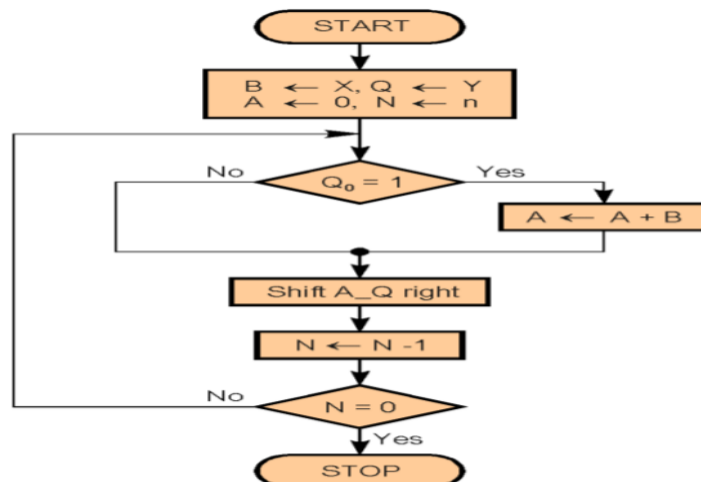 START
B ← X, Q ← Y
A ← 0, N ← n
No
Q₀ = 1
Yes
A ← A + B
Shift A_Q right
N ← N -1
No
N = 0
Yes
STOP